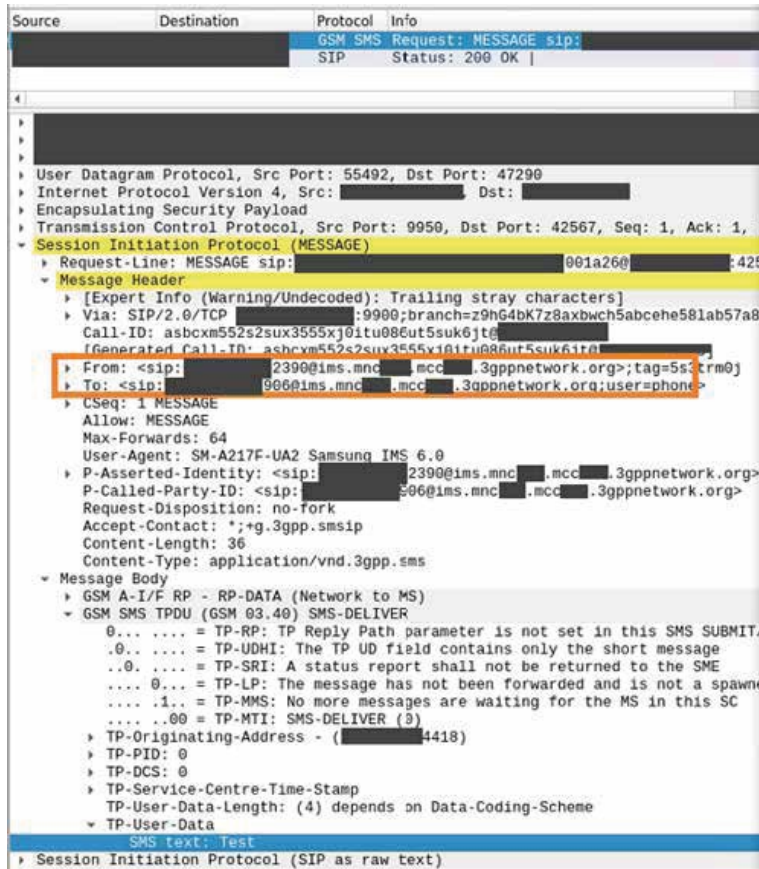 Source Destination Protocol Info
GSM SMS Request: MESSAGE sip:
SIP Status: 200 OK |
User Datagram Protocol, Src Port: 55492, Dst Port: 47290
Internet Protocol Version 4, Src: , Dst:
Encapsulating Security Payload
Transmission Control Protocol, Src Port: 9950, Dst Port: 42567, Seq: 1, Ack: 1,
Session Initiation Protocol (MESSAGE)
Request-Line: MESSAGE sip: 001a26@ :425
Message Header
[Expert Info (Warning/Undecoded): Trailing stray characters]
Via: SIP/2.0/TCP :9900;branch=z9hG4bK7z8axbwch5abcehe58lab57a8
Call-ID: asbcxm552s2sux3555xj0itu086ut5suk6jt@
[Generated Call-ID: asbcxm552s2sux3555xj0itu086ut5suk6jt@ ]
From: <sip: 2390@ims.mnc .mcc .3gppnetwork.org>;tag=5s3trm0j
To: <sip: 906@ims.mnc .mcc .3gppnetwork.org;user=phone>
CSeq: 1 MESSAGE
Allow: MESSAGE
Max-Forwards: 64
User-Agent: SM-A217F-UA2 Samsung IMS 6.0
P-Asserted-Identity: <sip: 2390@ims.mnc .mcc .3gppnetwork.org>
P-Called-Party-ID: <sip: 906@ims.mnc .mcc .3gppnetwork.org>
Request-Disposition: no-fork
Accept-Contact: *;+g.3gpp.smsip
Content-Length: 36
Content-Type: application/vnd.3gpp.sms
Message Body
GSM A-I/F RP - RP-DATA (Network to MS)
GSM SMS TPDU (GSM 03.40) SMS-DELIVER
0... .... = TP-RP: TP Reply Path parameter is not set in this SMS SUBMIT/
.0.. .... = TP-UDHI: The TP UD field contains only the short message
..0. .... = TP-SRI: A status report shall not be returned to the SME
.... 0... = TP-LP: The message has not been forwarded and is not a spawne
.... .1.. = TP-MMS: No more messages are waiting for the MS in this SC
.... ..00 = TP-MTI: SMS-DELIVER (0)
TP-Originating-Address - ( 4418)
TP-PID: 0
TP-DCS: 0
TP-Service-Centre-Time-Stamp
TP-User-Data-Length: (4) depends on Data-Coding-Scheme
TP-User-Data
SMS text: Test
Session Initiation Protocol (SIP as raw text)